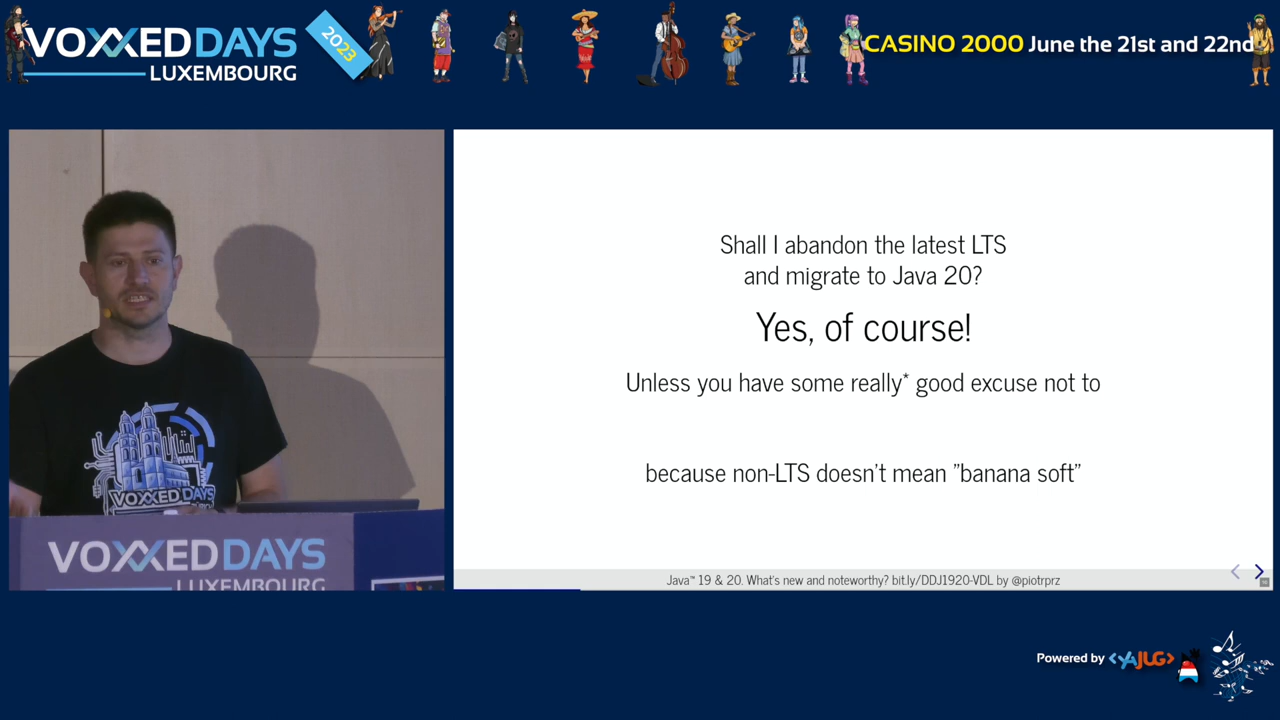 VOXXED DAYS
LUXEMBOURG
2023
CASINO 2000 June the 21st and 22nd
VOXXED DAYS
VOXXED DAYS
LUXEMBOURG
Shall I abandon the latest LTS
and migrate to Java 20?
Yes, of course!
Unless you have some really* good excuse not to
because non-LTS doesn't mean "banana soft"
Java™ 19 & 20. What's new and noteworthy? bit.ly/DDJ1920-VDL by @piotrprz
Powered by <YAJUG>